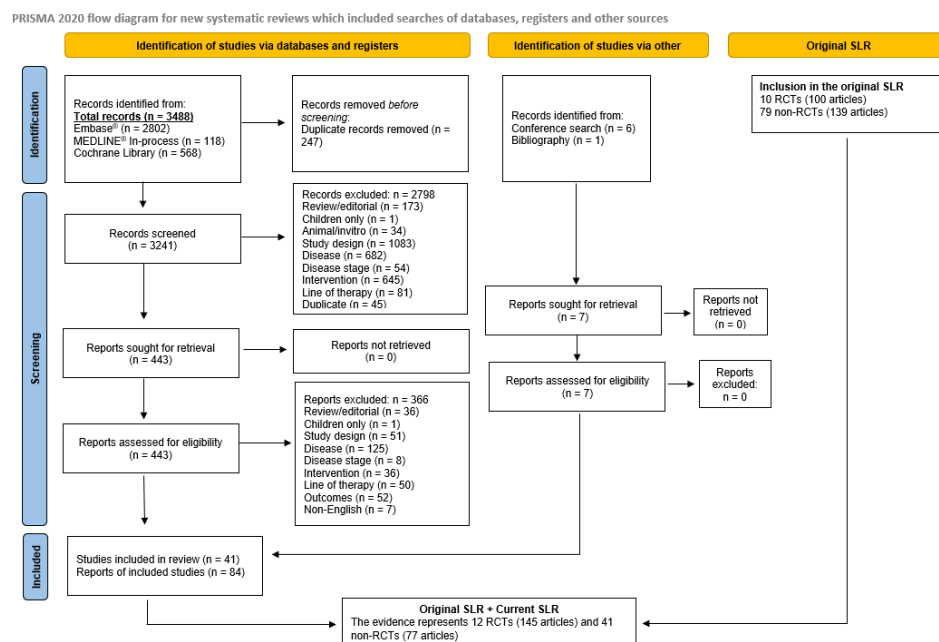 PRISMA 2020 flow diagram for new systematic reviews which included searches of databases, registers and other sources
Identification of studies via databases and registers
Identification of studies via other
Original SLR
Identification
Records identified from:
Total records (n = 3488)
Embase® (n = 2802)
MEDLINE® In-process (n = 118)
Cochrane Library (n = 568)
Records removed before
screening:
Duplicate records removed (n =
247)
Records identified from:
Conference search (n = 6)
Bibliography (n = 1)
Inclusion in the original SLR
10 RCTs (100 articles)
79 non-RCTs (139 articles)
Screening
Records screened
(n = 3241)
Records excluded: n = 2798
Review/editorial (n = 173)
Children only (n = 1)
Animal/invitro (n = 34)
Study design (n = 1083)
Disease (n = 682)
Disease stage (n = 54)
Intervention (n = 645)
Line of therapy (n = 81)
Duplicate (n = 45)
Reports sought for retrieval
(n = 443)
Reports not retrieved
(n = 0)
Reports sought for retrieval
(n = 7)
Reports not
retrieved
(n = 0)
Reports assessed for eligibility
(n = 443)
Reports excluded: n = 366
Review/editorial (n = 36)
Children only (n = 1)
Study design (n = 51)
Disease (n = 125)
Disease stage (n = 8)
Intervention (n = 36)
Line of therapy (n = 50)
Outcomes (n = 52)
Non-English (n = 7)
Reports assessed for eligibility
(n = 7)
Reports
excluded:
n = 0
Included
Studies included in review (n = 41)
Reports of included studies (n = 84)
Original SLR + Current SLR
The evidence represents 12 RCTs (145 articles) and 41
non-RCTs (77 articles)